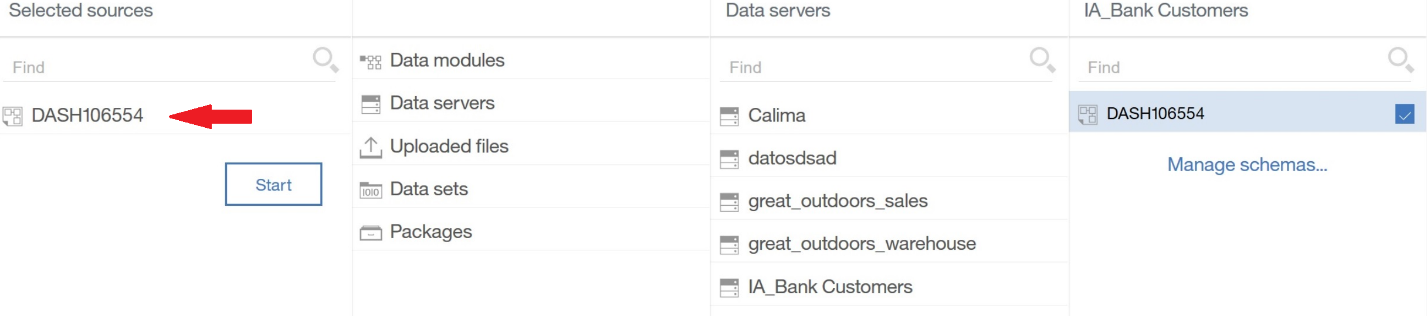 Selected sources
Find
DASH106554
Start
Data modules
Data servers
Uploaded files
Data sets
Packages
Data servers
Find
Calima
datosdsad
great_outdoors_sales
great_outdoors_warehouse
IA_Bank Customers
IA_Bank Customers
Find
DASH106554
Manage schemas...